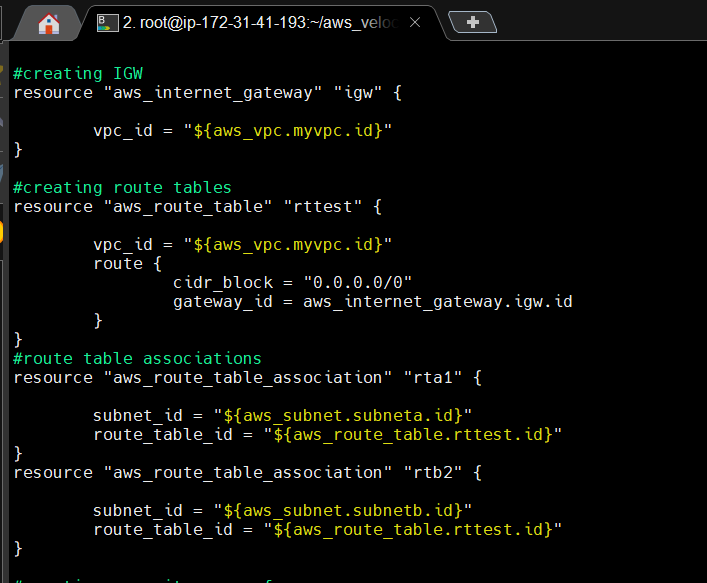 2. root@ip-172-31-41-193:~/aws_veloc
#creating IGW
resource "aws_internet_gateway" "igw" {
vpc_id = "${aws_vpc.myvpc.id}"
}
#creating route tables
resource "aws_route_table" "rttest" {
vpc_id = "${aws_vpc.myvpc.id}"
route {
cidr_block = "0.0.0.0/0"
gateway_id = aws_internet_gateway.igw.id
}
}
#route table associations
resource "aws_route_table_association" "rta1" {
subnet_id = "${aws_subnet.subneta.id}"
route_table_id = "${aws_route_table.rttest.id}"
}
resource "aws_route_table_association" "rtb2" {
subnet_id = "${aws_subnet.subnetb.id}"
route_table_id = "${aws_route_table.rttest.id}"
}